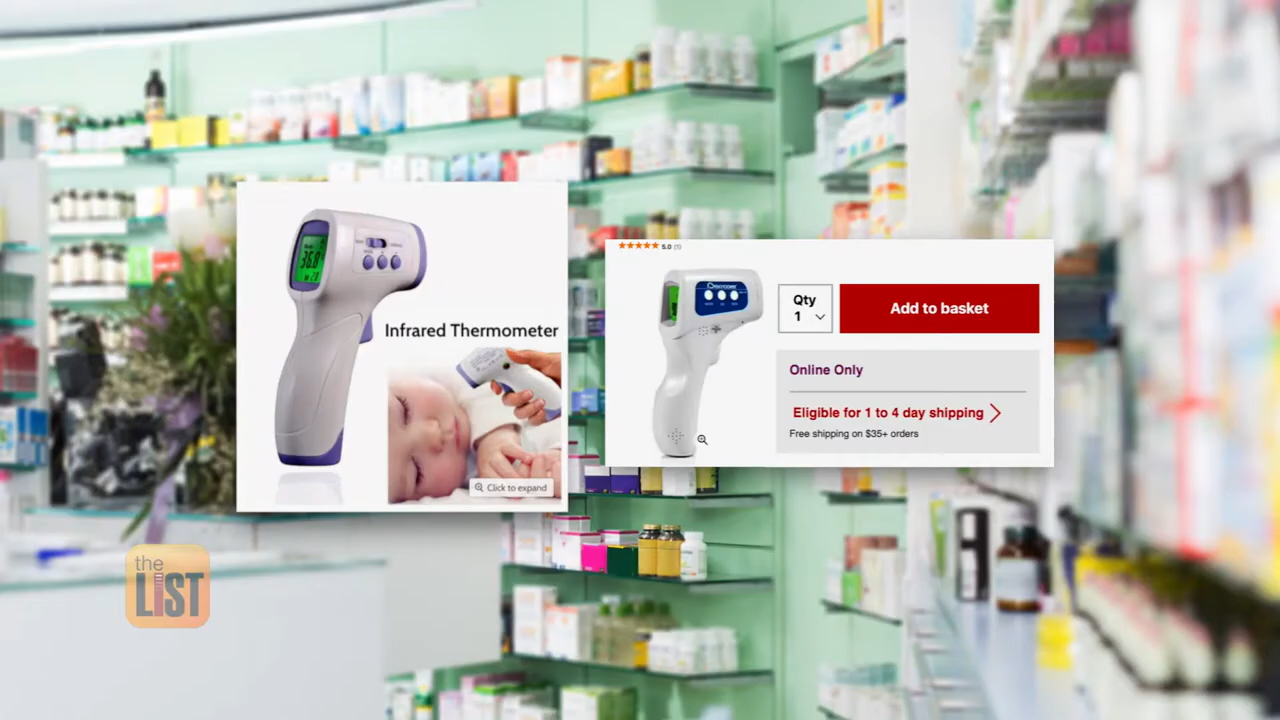 36.8
Infrared Thermometer
Click to expand
5.0 (1)
Qty
1
Add to basket
Online Only
Eligible for 1 to 4 day shipping
Free shipping on $35+ orders
the
LIST